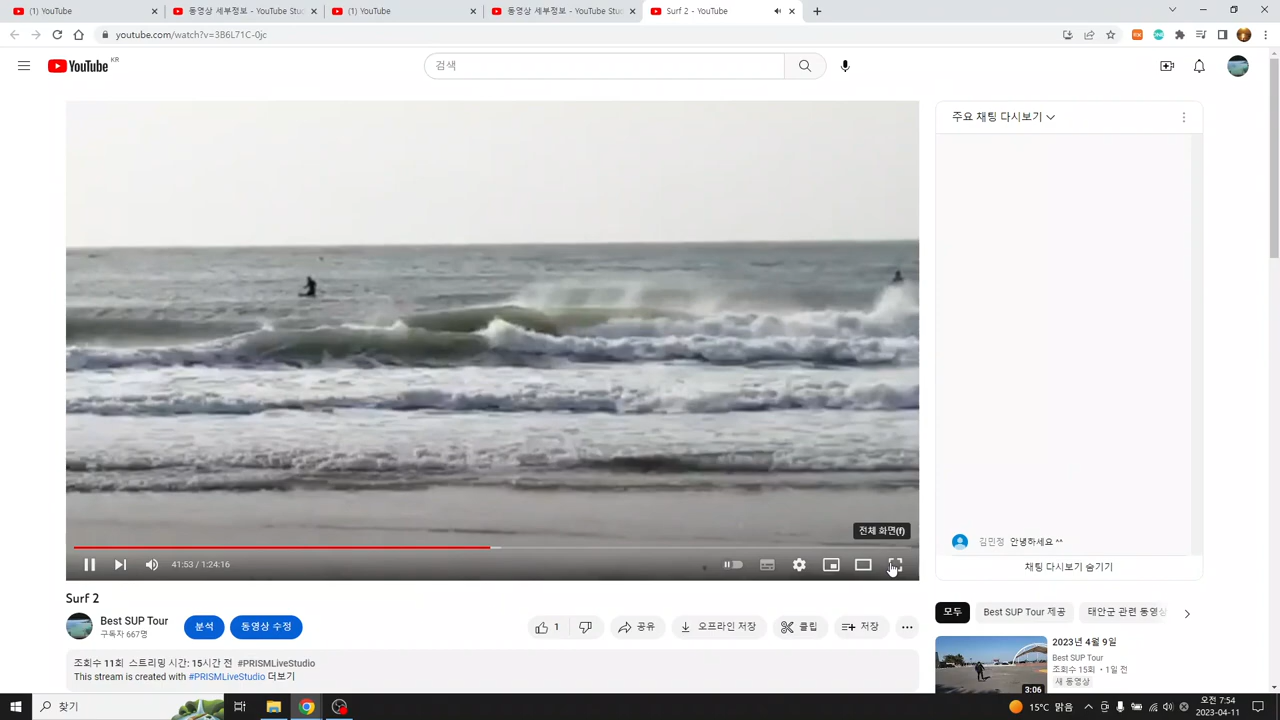 (1) YouTube
동영상 세부정보 - YouTube Stu
(1) YouTube
동영상 세부정보 - YouTube Stu
Surf 2 - YouTube
youtube.com/watch?v=3B6L71C-0jc
YouTube KR
검색
주요 채팅 다시보기
김민정 안녕하세요 ^^
채팅 다시보기 숨기기
전체 화면(f)
41:53 / 1:24:16
Surf 2
Best SUP Tour
구독자 667명
분석
동영상 수정
1
공유
오프라인 저장
클립
저장
조회수 11회 스트리밍 시간: 15시간 전 #PRISMLiveStudio
This stream is created with #PRISMLiveStudio 더보기
모두
Best SUP Tour 제공
태안군 관련 동영상
2023년 4월 9일
Best SUP Tour
조회수 15회 • 1일 전
새 동영상
3:06
찾기
15°C 맑음
오전 7:54
2023-04-11